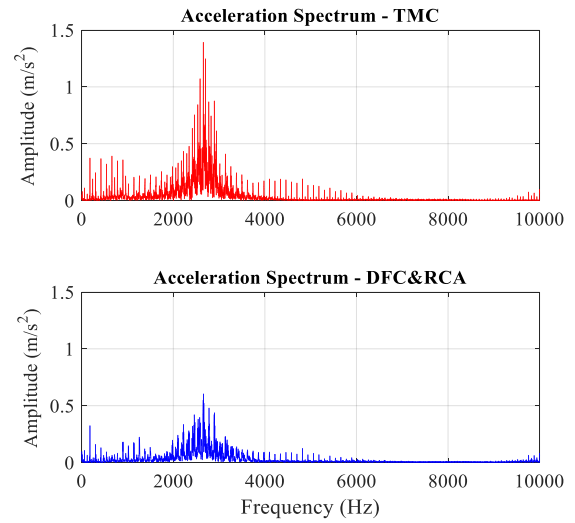 Acceleration Spectrum - TMC
1.5
1
0.5
0
Amplitude (m/s²)
0 2000 4000 6000 8000 10000
Acceleration Spectrum - DFC&RCA
1.5
1
0.5
0
Amplitude (m/s²)
0 2000 4000 6000 8000 10000
Frequency (Hz)